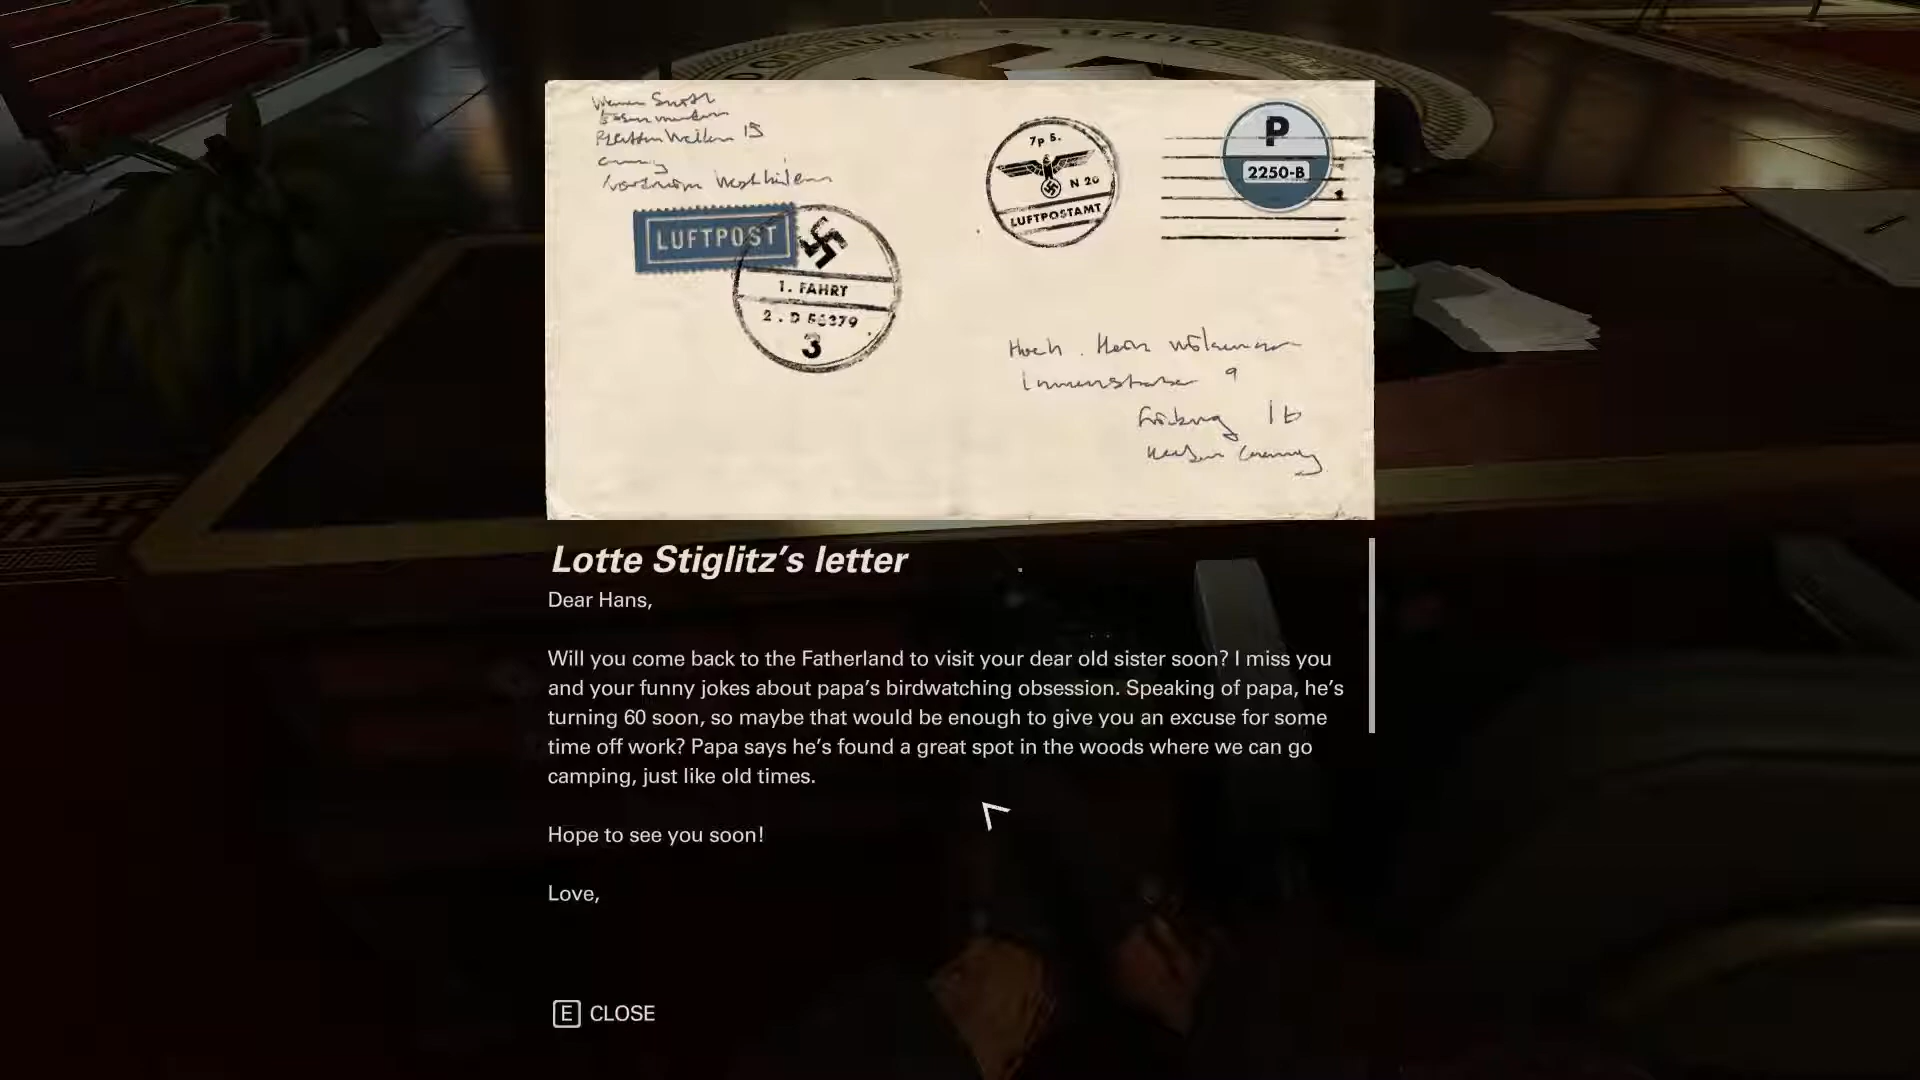 7p 5.
P
N 20
2250-B
LUFTPOSTAMT
LUFTPOST
1. FAHRT
3
Lotte Stiglitz's letter
Dear Hans,
Will you come back to the Fatherland to visit your dear old sister soon? I miss you
and your funny jokes about papa's birdwatching obsession. Speaking of papa, he's
turning 60 soon, so maybe that would be enough to give you an excuse for some
time off work? Papa says he's found a great spot in the woods where we can go
camping, just like old times.
Hope to see you soon!
Love,
E CLOSE